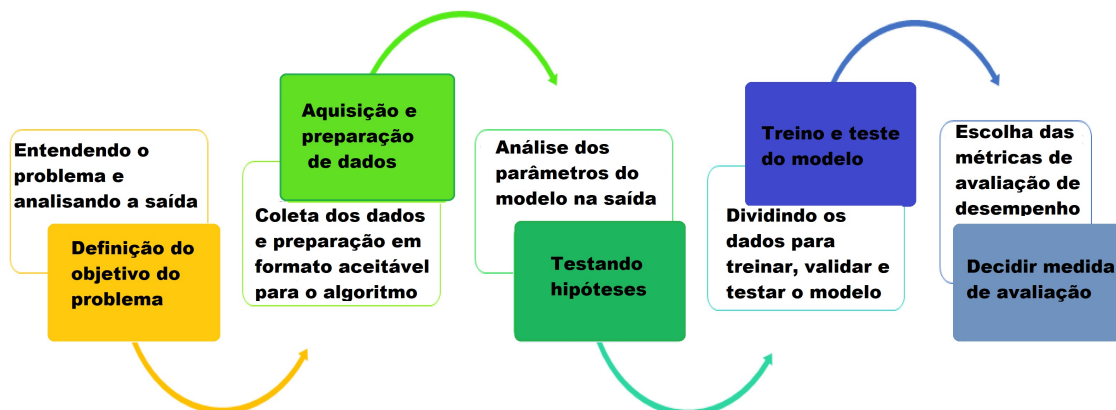 Entendendo o
problema e
analisando a saída
Definição do
objetivo do
problema
Aquisição e
preparação
de dados
Coleta dos dados
e preparação em
formato aceitável
para o algoritmo
Análise dos
parâmetros do
modelo na saída
Testando
hipóteses
Treino e teste
do modelo
Dividindo os
dados para
treinar, validar e
testar o modelo
Escolha das
métricas de
avaliação de
desempenho
Decidir medida
de avaliação